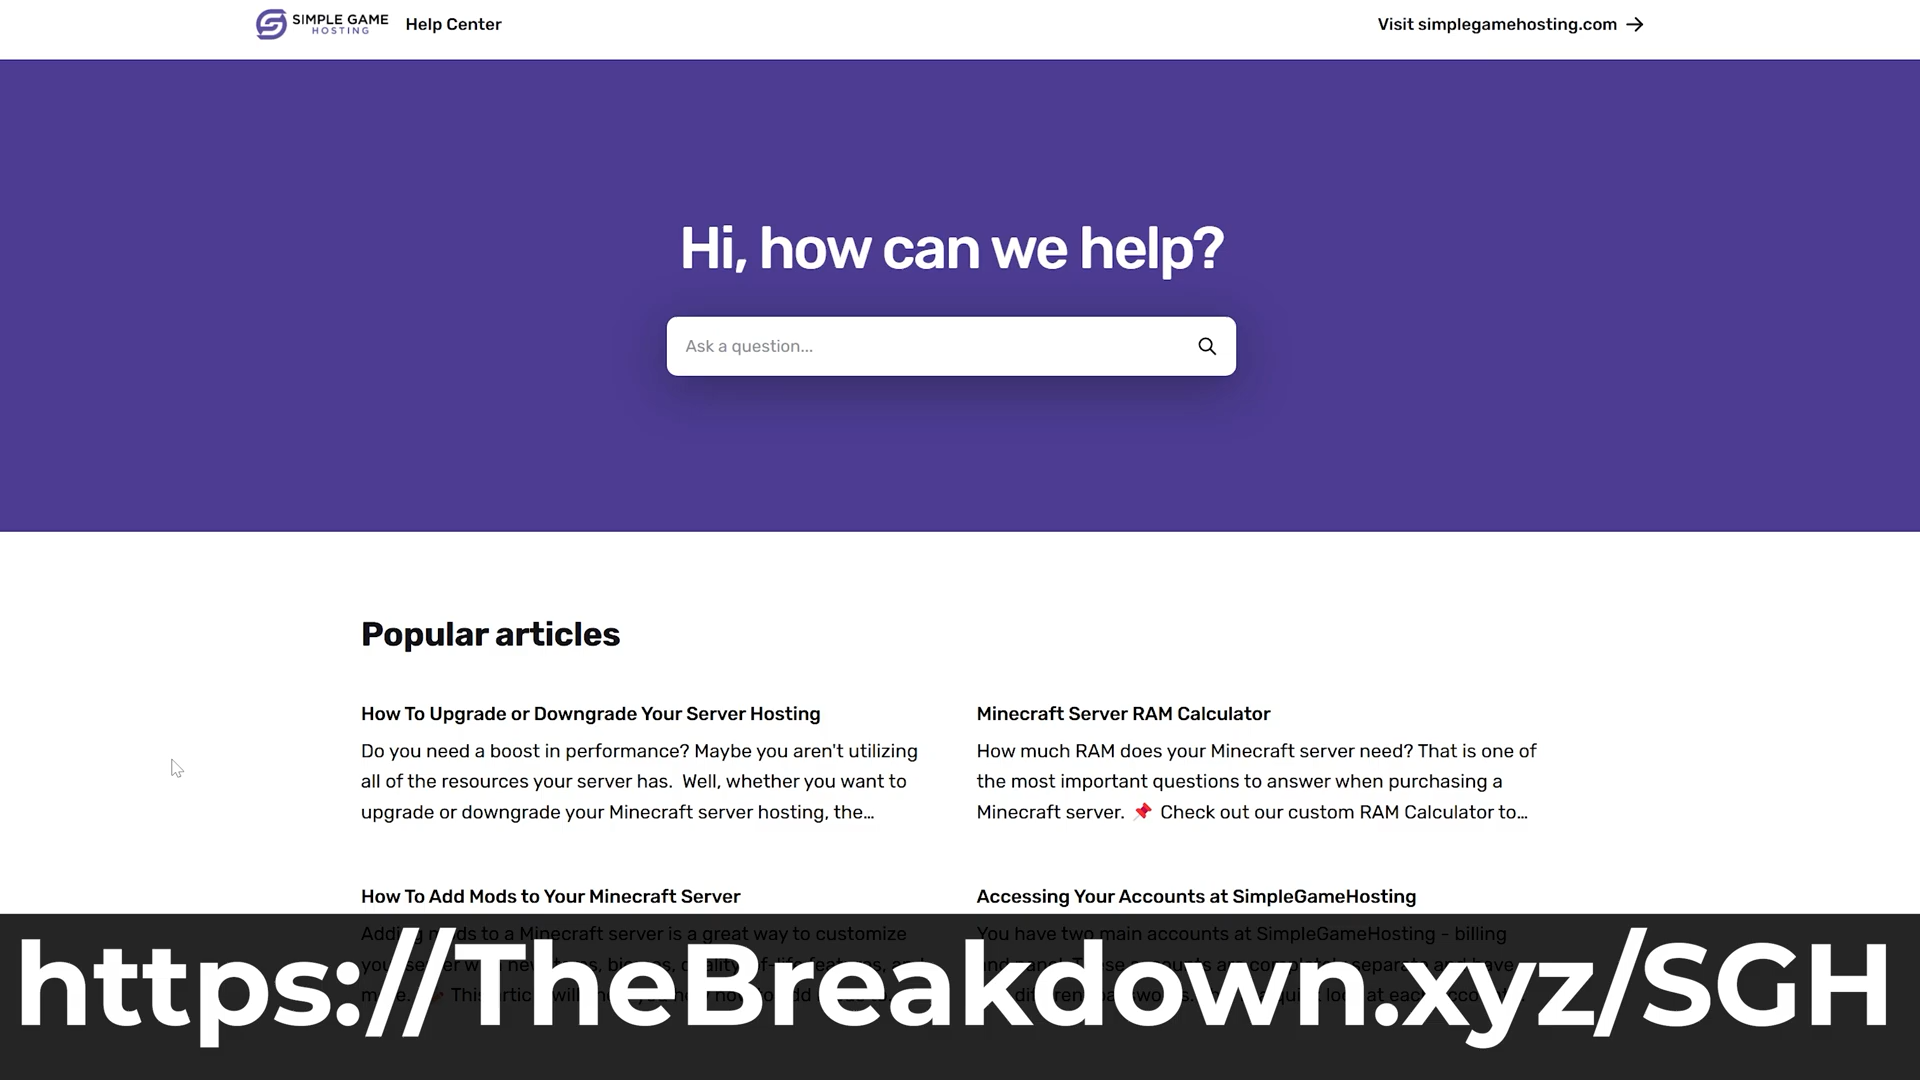 SIMPLE GAME
HOSTING
Help Center
Visit simplegamehosting.com
Hi, how can we help?
Ask a question...
Popular articles
How To Upgrade or Downgrade Your Server Hosting
Do you need a boost in performance? Maybe you aren't utilizing
all of the resources your server has. Well, whether you want to
upgrade or downgrade your Minecraft server hosting, the...
Minecraft Server RAM Calculator
How much RAM does your Minecraft server need? That is one of
the most important questions to answer when purchasing a
Minecraft server. 📌 Check out our custom RAM Calculator to...
How To Add Mods to Your Minecraft Server
Adding mods to a Minecraft server is a great way to customize
Accessing Your Accounts at SimpleGameHosting
You have two main accounts at SimpleGameHosting - billing
https://TheBreakdown.xyz/SGH